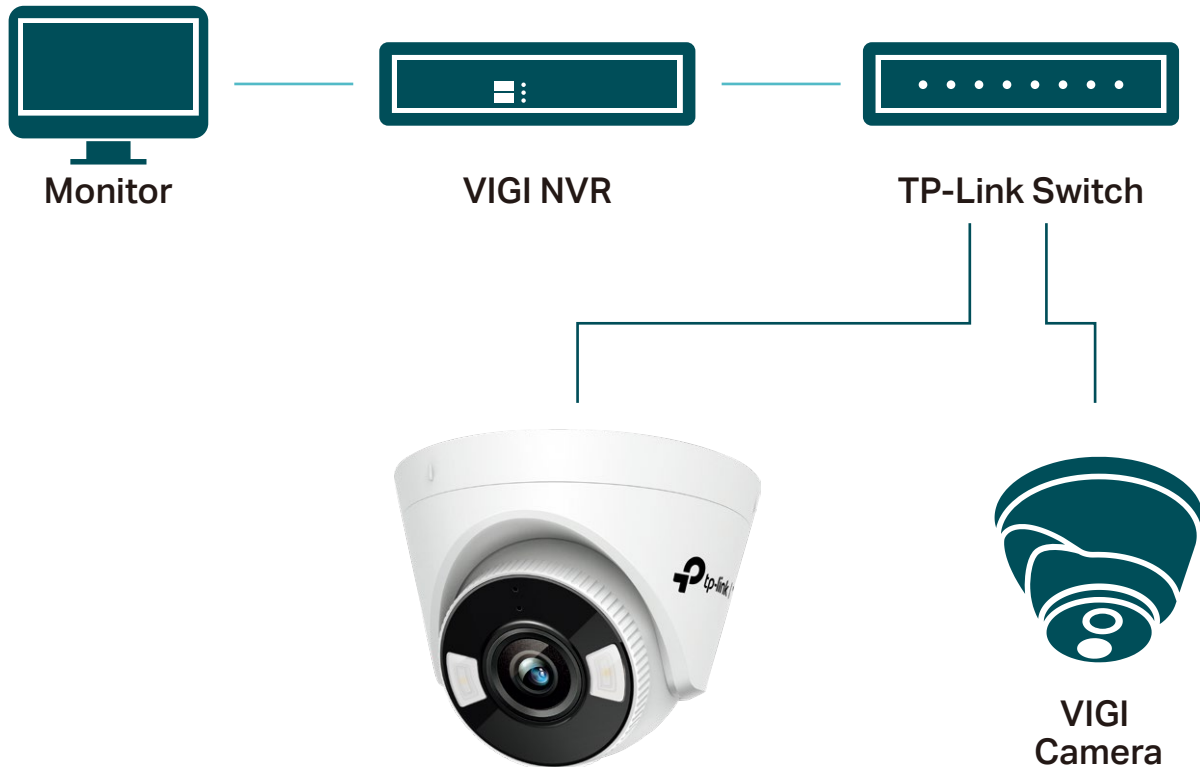 Monitor
VIGI NVR
TP-Link Switch
tp-link
VIGI
Camera